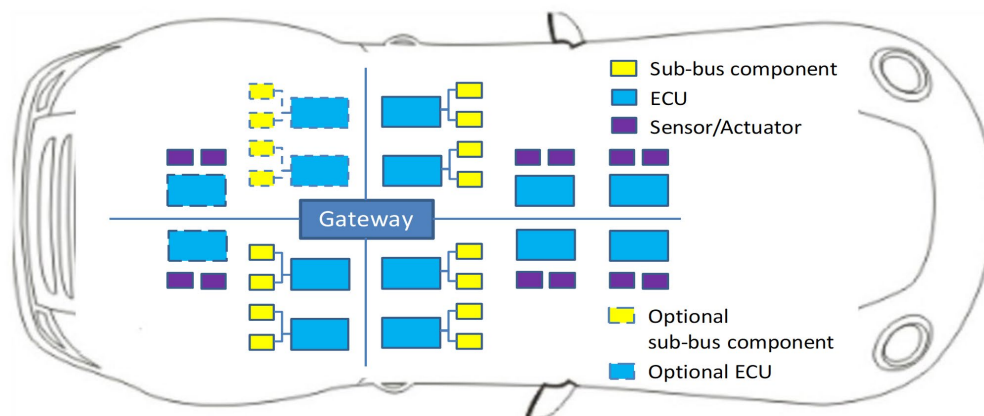 Sub-bus component
ECU
Sensor/Actuator
Gateway
Optional
sub-bus component
Optional ECU